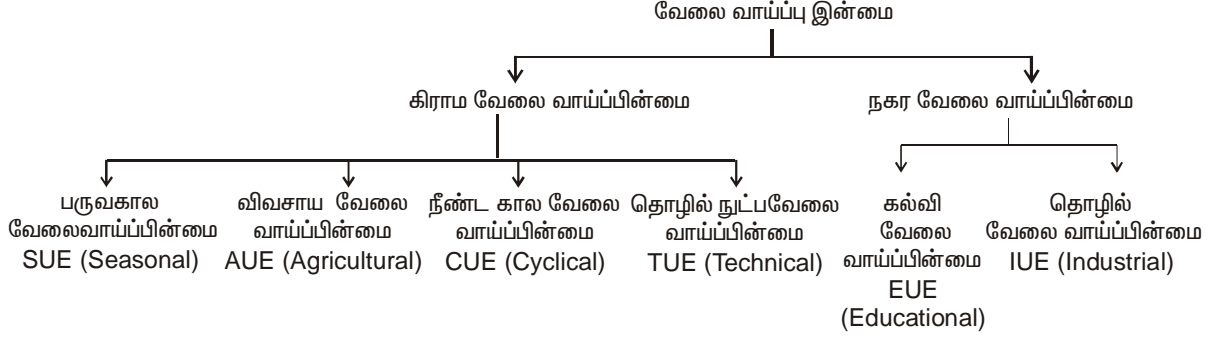 வேலை வாய்ப்பு இன்மை
கிராம வேலை வாய்ப்பின்மை
நகர வேலை வாய்ப்பின்மை
பருவகால
வேலைவாய்ப்பின்மை
SUE (Seasonal)
விவசாய வேலை
வாய்ப்பின்மை
AUE (Agricultural)
நீண்ட கால வேலை
வாய்ப்பின்மை
CUE (Cyclical)
தொழில் நுட்பவேலை
வாய்ப்பின்மை
TUE (Technical)
கல்வி
வேலை
வாய்ப்பின்மை
EUE
(Educational)
தொழில்
வேலை வாய்ப்பின்மை
IUE (Industrial)